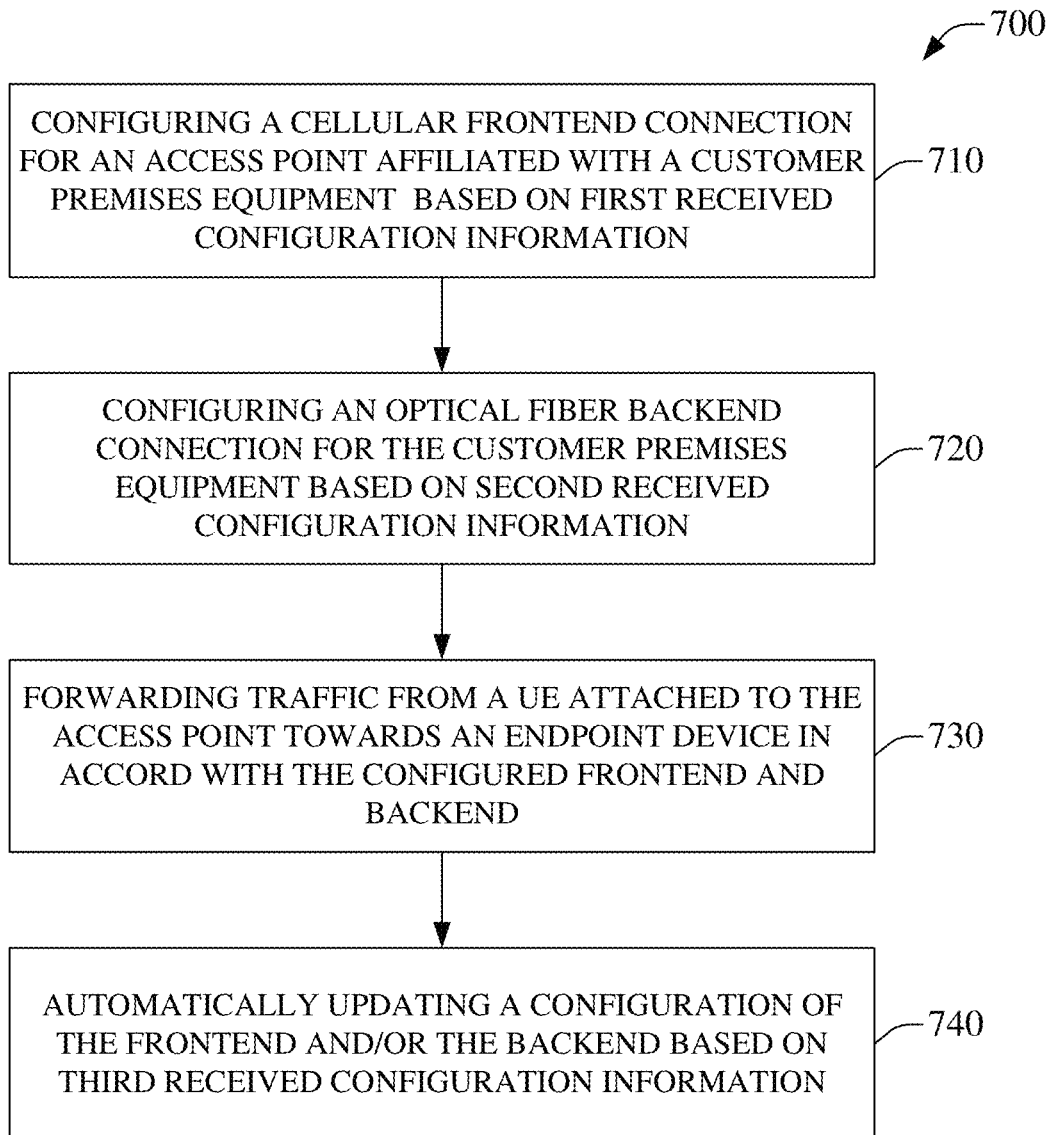 700
CONFIGURING A CELLULAR FRONTEND CONNECTION
FOR AN ACCESS POINT AFFILIATED WITH A CUSTOMER
PREMISES EQUIPMENT BASED ON FIRST RECEIVED
CONFIGURATION INFORMATION
710
CONFIGURING AN OPTICAL FIBER BACKEND
CONNECTION FOR THE CUSTOMER PREMISES
EQUIPMENT BASED ON SECOND RECEIVED
CONFIGURATION INFORMATION
720
FORWARDING TRAFFIC FROM A UE ATTACHED TO THE
ACCESS POINT TOWARDS AN ENDPOINT DEVICE IN
ACCORD WITH THE CONFIGURED FRONTEND AND
BACKEND
730
AUTOMATICALLY UPDATING A CONFIGURATION OF
THE FRONTEND AND/OR THE BACKEND BASED ON
THIRD RECEIVED CONFIGURATION INFORMATION
740